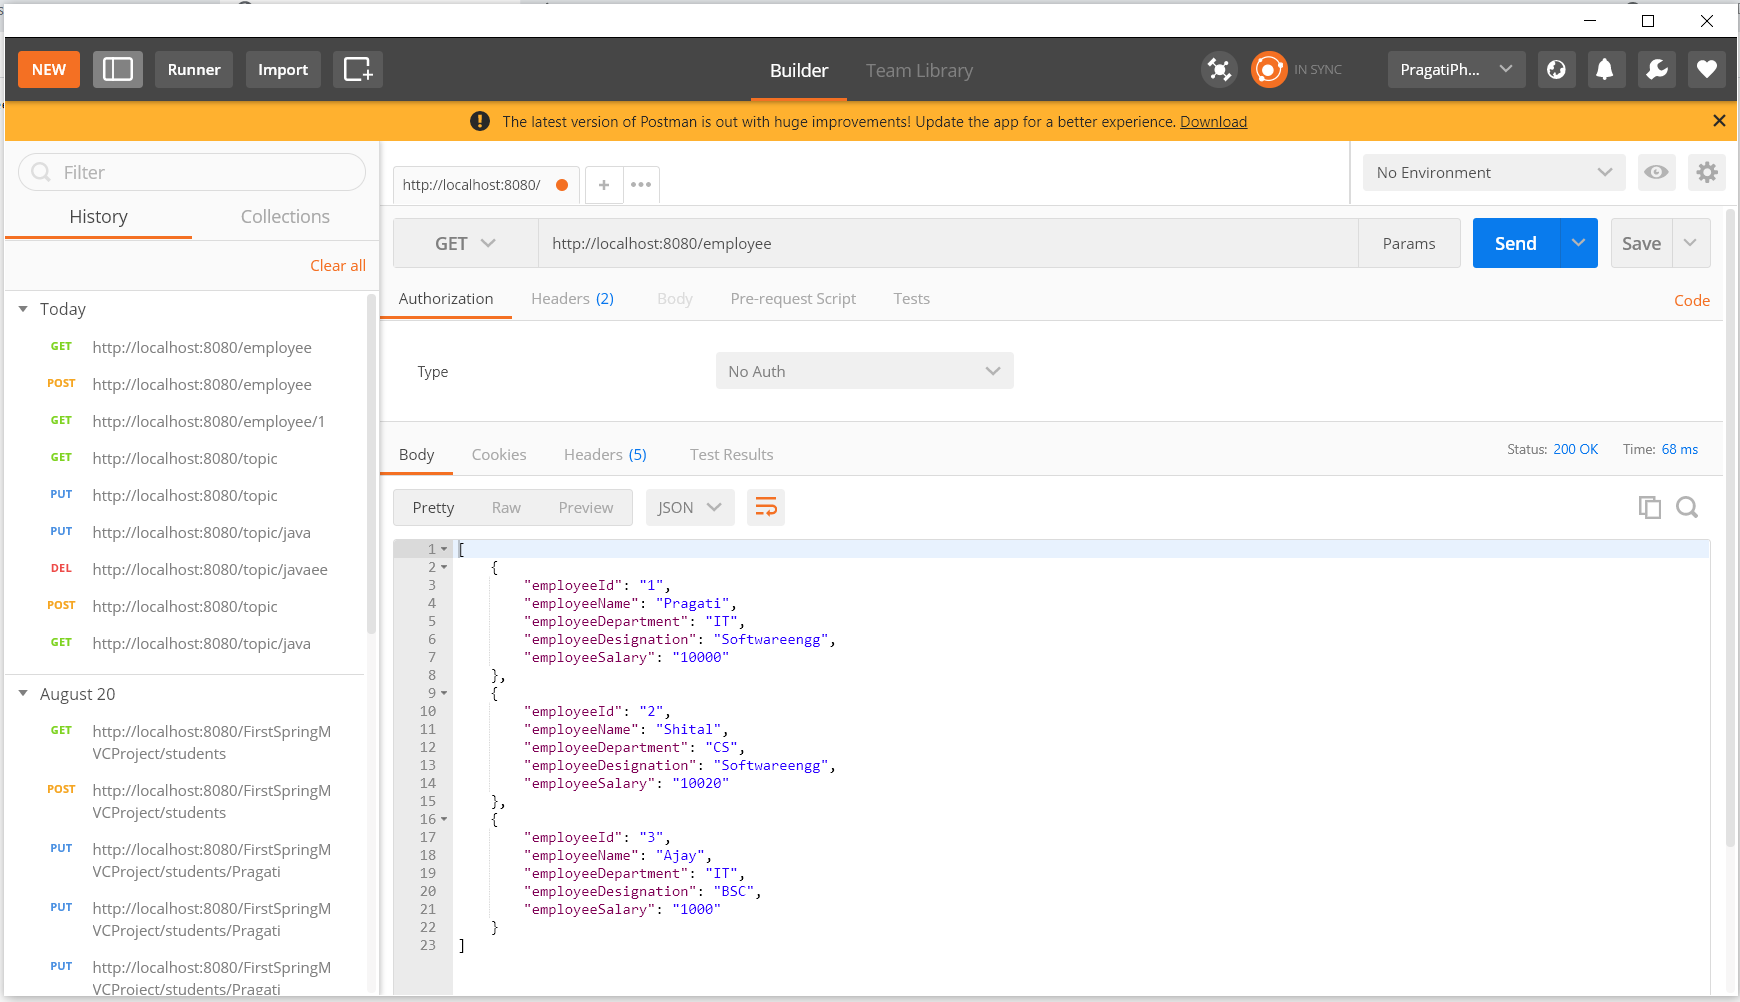 NEW
Runner
Import
Builder
Team Library
IN SYNC
PragatiPh...
The latest version of Postman is out with huge improvements! Update the app for a better experience. Download
Filter
History
Collections
Clear all
Today
GET http://localhost:8080/employee
POST http://localhost:8080/employee
GET http://localhost:8080/employee/1
GET http://localhost:8080/topic
PUT http://localhost:8080/topic
PUT http://localhost:8080/topic/java
DEL http://localhost:8080/topic/javaee
POST http://localhost:8080/topic
GET http://localhost:8080/topic/java
August 20
GET http://localhost:8080/FirstSpringM
VCProject/students
POST http://localhost:8080/FirstSpringM
VCProject/students
PUT http://localhost:8080/FirstSpringM
VCProject/students/Pragati
PUT http://localhost:8080/FirstSpringM
VCProject/students/Pragati
PUT http://localhost:8080/FirstSpringM
VCProject/students/Pragati
http://localhost:8080/
No Environment
GET
http://localhost:8080/employee
Params
Send
Save
Authorization
Headers (2)
Body
Pre-request Script
Tests
Code
Type
No Auth
Body
Cookies
Headers (5)
Test Results
Status: 200 OK
Time: 68 ms
Pretty
Raw
Preview
JSON
1 [
2 {
3 "employeeId": "1",
4 "employeeName": "Pragati",
5 "employeeDepartment": "IT",
6 "employeeDesignation": "Softwareengg",
7 "employeeSalary": "10000"
8 },
9 {
10 "employeeId": "2",
11 "employeeName": "Shital",
12 "employeeDepartment": "CS",
13 "employeeDesignation": "Softwareengg",
14 "employeeSalary": "10020"
15 },
16 {
17 "employeeId": "3",
18 "employeeName": "Ajay",
19 "employeeDepartment": "IT",
20 "employeeDesignation": "BSC",
21 "employeeSalary": "1000"
22 }
23 ]